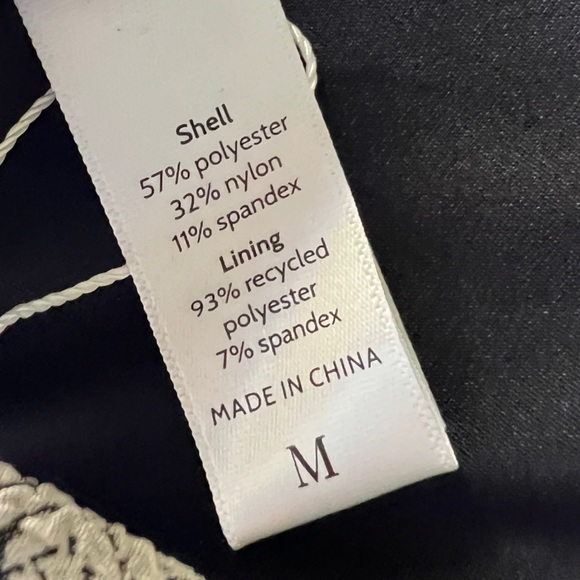 Shell
57% polyester
32% nylon
11% spandex
Lining
93% recycled
polyester
7% spandex
MADE IN CHINA
M